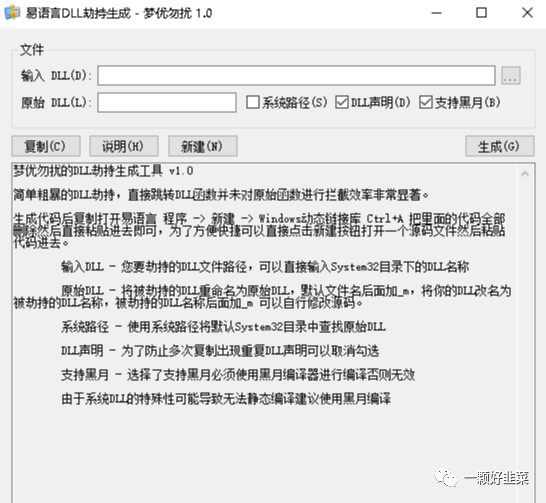 易语言DLL劫持生成 - 梦优勿扰 1.0
文件
输入 DLL(D):
...
原始 DLL(L):
系统路径(S)
DLL声明(D)
支持黑月(B)
复制(C)
说明(H)
新建(N)
生成(G)
梦优勿扰的DLL劫持生成工具 v1.0
简单粗暴的DLL劫持，直接跳转DLL函数并未对原始函数进行拦截效率非常显著。
生成代码后复制打开易语言 程序 -> 新建 -> Windows动态链接库 Ctrl+A 把里面的代码全部
删除然后直接粘贴进去即可，为了方便快捷可以直接点击新建按钮打开一个源码文件然后粘贴
代码进去。
输入DLL - 您要劫持的DLL文件路径，可以直接输入System32目录下的DLL名称
原始DLL - 将被劫持的DLL重命名为原始DLL，默认文件名后面加_m，将你的DLL改名为
被劫持的DLL名称，被劫持的DLL名称后面加_m 可以自行修改源码。
系统路径 - 使用系统路径将默认System32目录中查找原始DLL
DLL声明 - 为了防止多次复制出现重复DLL声明可以取消勾选
支持黑月 - 选择了支持黑月必须使用黑月编译器进行编译否则无效
由于系统DLL的特殊性可能导致无法静态编译建议使用黑月编译
一颗好韭菜